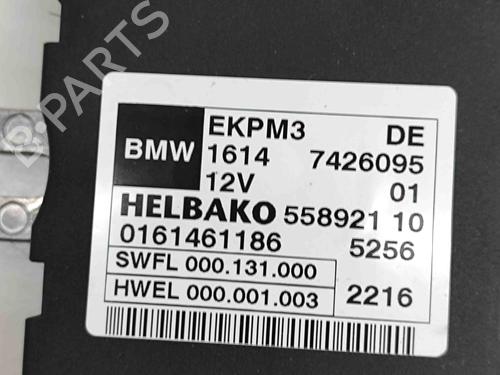 B-PARTS
BMW
EKPM3 DE
1614 7426095
12V 01
HELBAKO 558921 10
0161461186 5256
SWFL 000.131.000
HWEL 000.001.003 2216